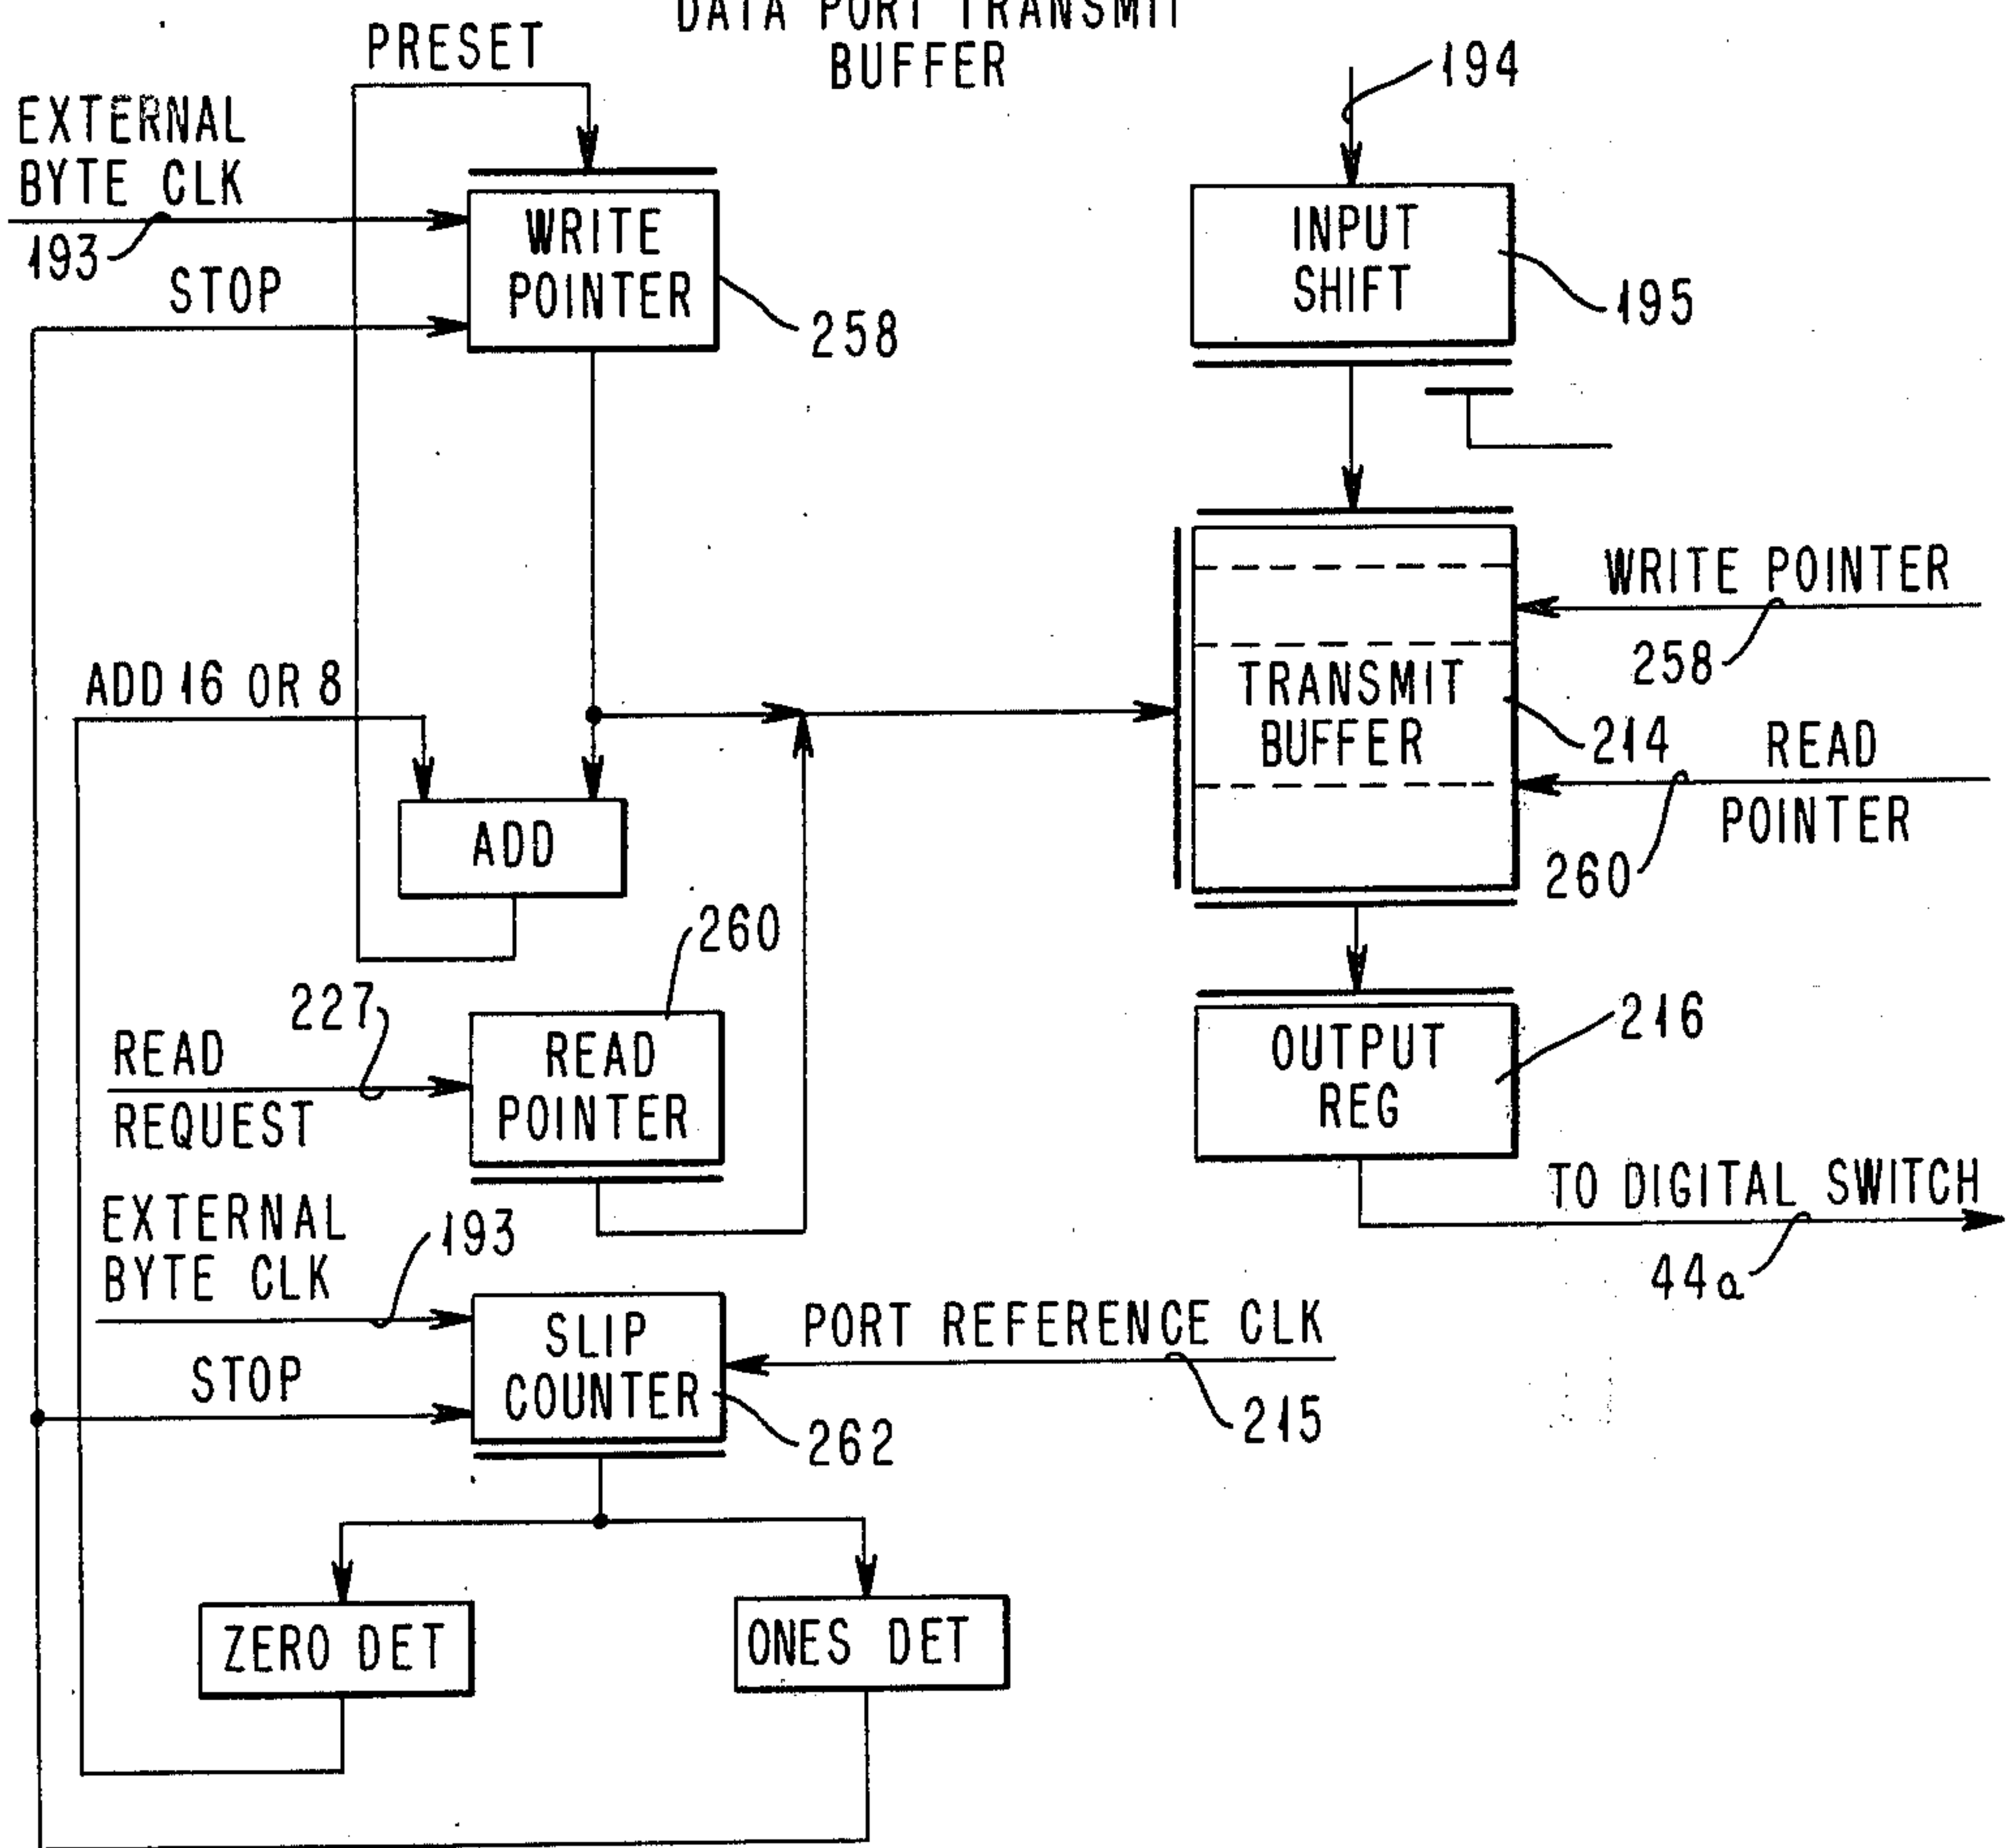 DATA PORT TRANSMIT
BUFFER
PRESET
EXTERNAL
BYTE CLK
193
STOP
WRITE
POINTER
258
194
INPUT
SHIFT
195
ADD 16 OR 8
ADD
WRITE POINTER
258
TRANSMIT
BUFFER
214
READ
POINTER
260
260
227
READ
REQUEST
READ
POINTER
OUTPUT
REG
216
TO DIGITAL SWITCH
44a
EXTERNAL
BYTE CLK
193
STOP
SLIP
COUNTER
262
PORT REFERENCE CLK
215
ZERO DET
ONES DET